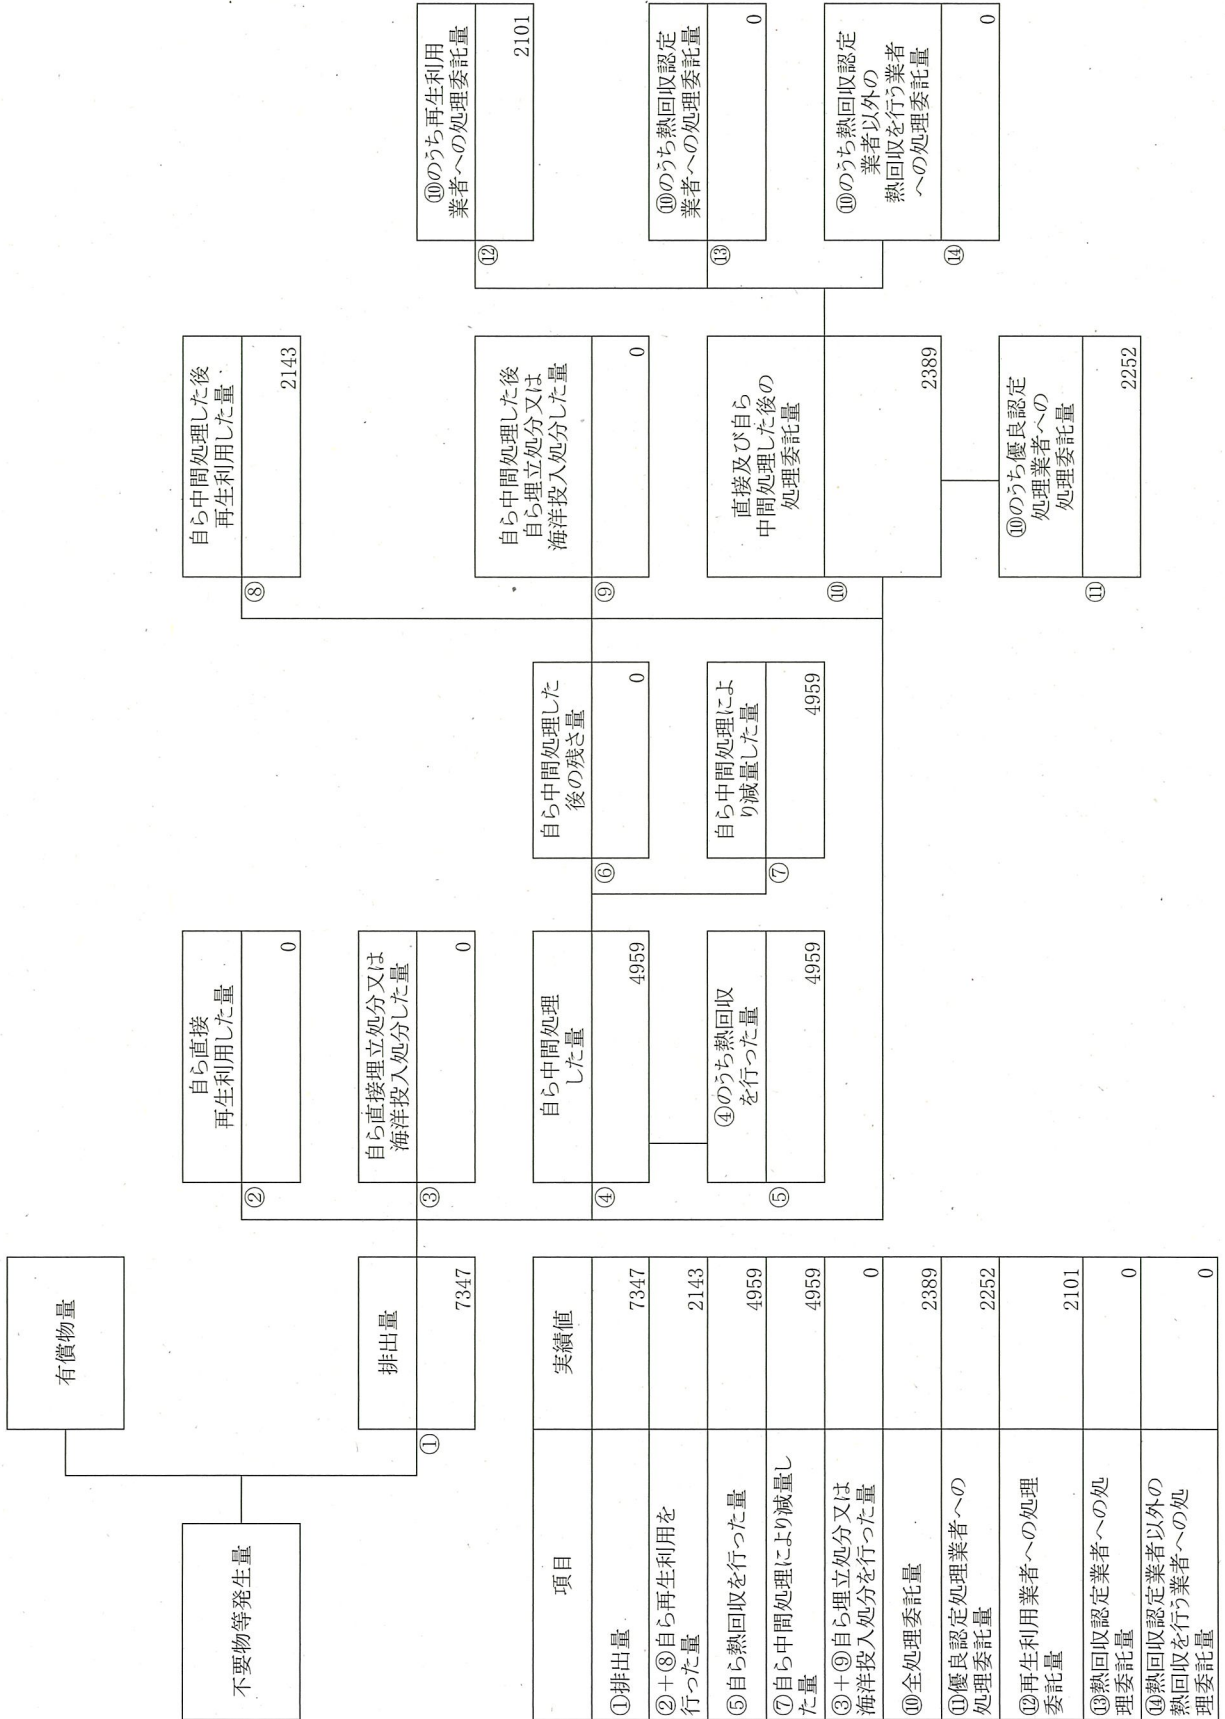 不要物等発生量
有償物量
①
排出量
7347
②
自ら直接
再生利用した量
0
③
自ら直接埋立処分又は
海洋投入処分した量
0
④
自ら中間処理
した量
4959
⑤
④のうち熱回収
を行った量
4959
⑥
自ら中間処理した
後の残さ量
0
⑦
自ら中間処理によ
り減量した量
4959
⑧
自ら中間処理した後
再生利用した量
2143
⑨
自ら中間処理した後
自ら埋立処分又は
海洋投入処分した量
0
⑩
直接及び自ら
中間処理した後の
処理委託量
2389
⑪
⑩のうち優良認定
処理業者への
処理委託量
2252
⑫
⑩のうち再生利用
業者への処理委託量
2101
⑬
⑩のうち熱回収認定
業者への処理委託量
0
⑭
⑩のうち熱回収認定
業者以外の
熱回収を行う業者
への処理委託量
0
項目 実績値
①排出量 7347
②+⑧自ら再生利用を
行った量 2143
⑤自ら熱回収を行った量 4959
⑦自ら中間処理により減量し
た量 4959
③+⑨自ら埋立処分又は
海洋投入処分を行った量 0
⑩全処理委託量 2389
⑪優良認定処理業者への
処理委託量 2252
⑫再生利用業者への処理
委託量 2101
⑬熱回収認定業者への処
理委託量 0
⑭熱回収認定業者以外の
熱回収を行う業者への処
理委託量 0